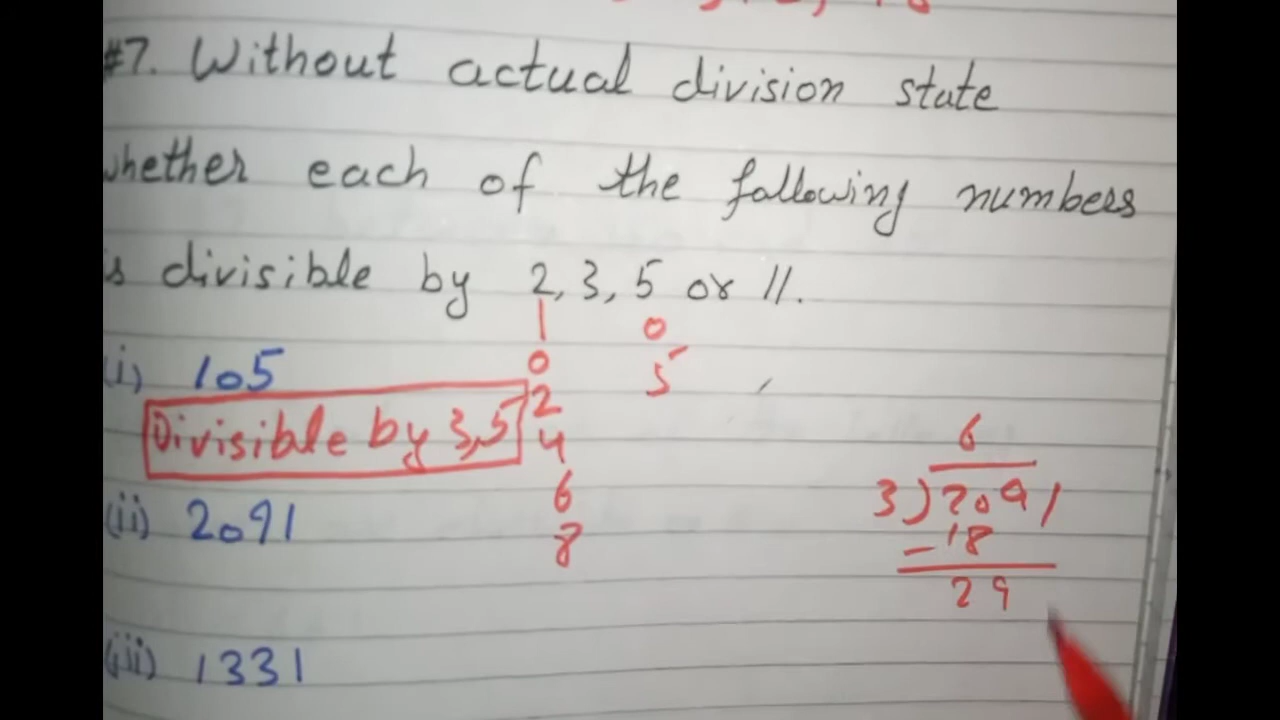 #7. Without actual division state
whether each of the following numbers
is divisible by 2, 3, 5 or 11.
1 0
0 5
2
4
6
8
(i) 105
Divisible by 3,5
(ii) 2091
(iii) 1331
6
3)2091
-18
29